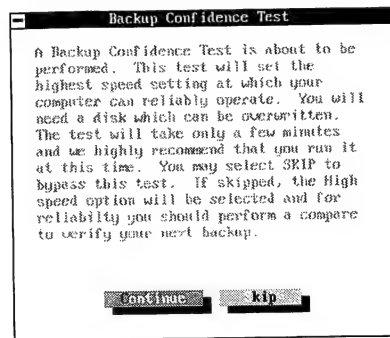 Backup Confidence Test
A Backup Confidence Test is about to be
performed. This test will set the
highest speed setting at which your
computer can reliably operate. You will
need a disk which can be overwritten.
The test will take only a few minutes
and we highly recommend that you run it
at this time. You may select SKIP to
bypass this test. If skipped, the High
speed option will be selected and for
reliabilty you should perform a compare
to verify your next backup.
Continue kip